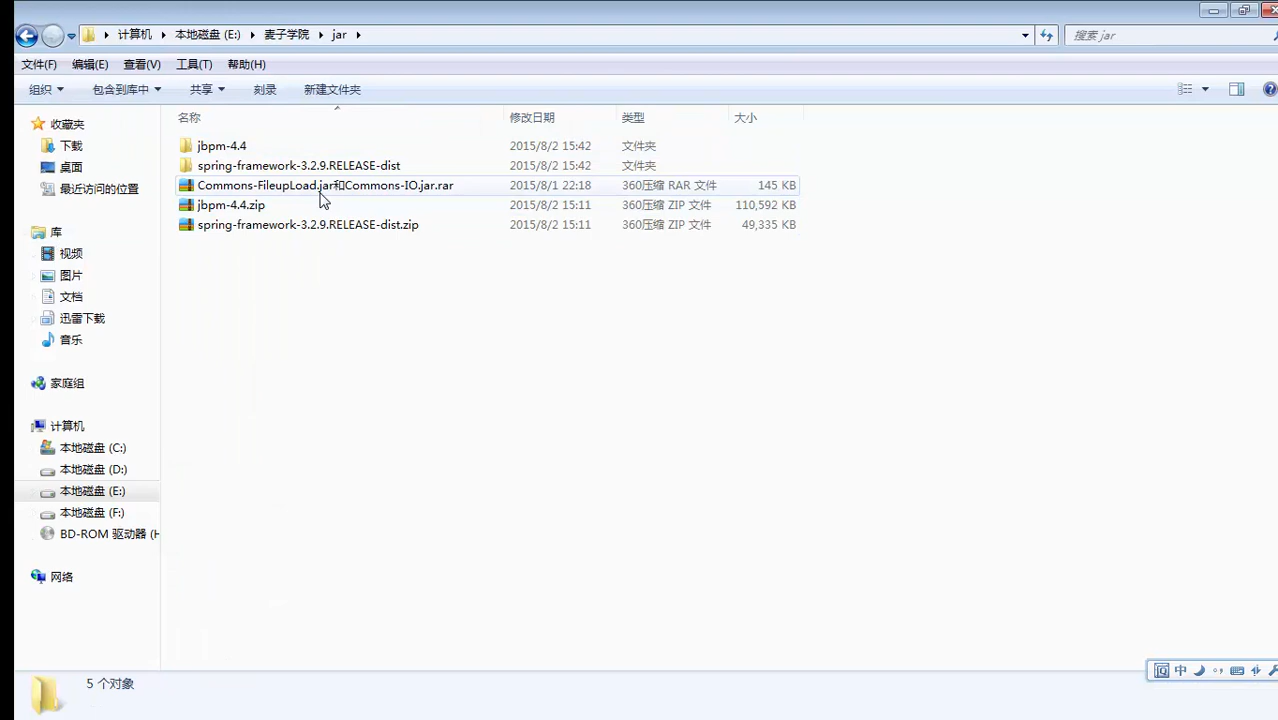 计算机 本地磁盘 (E:) 麦子学院 jar 搜索 jar
文件(F) 编辑(E) 查看(V) 工具(T) 帮助(H)
组织 包含到库中 共享 刻录 新建文件夹
名称 修改日期 类型 大小
jbpm-4.4 2015/8/2 15:42 文件夹
spring-framework-3.2.9.RELEASE-dist 2015/8/2 15:42 文件夹
Commons-FileupLoad.jar和Commons-IO.jar.rar 2015/8/1 22:18 360压缩 RAR 文件 145 KB
jbpm-4.4.zip 2015/8/2 15:11 360压缩 ZIP 文件 110,592 KB
spring-framework-3.2.9.RELEASE-dist.zip 2015/8/2 15:11 360压缩 ZIP 文件 49,335 KB
收藏夹
下载
桌面
最近访问的位置
库
视频
图片
文档
迅雷下载
音乐
家庭组
计算机
本地磁盘 (C:)
本地磁盘 (D:)
本地磁盘 (E:)
本地磁盘 (F:)
BD-ROM 驱动器 (H
网络
中
5 个对象